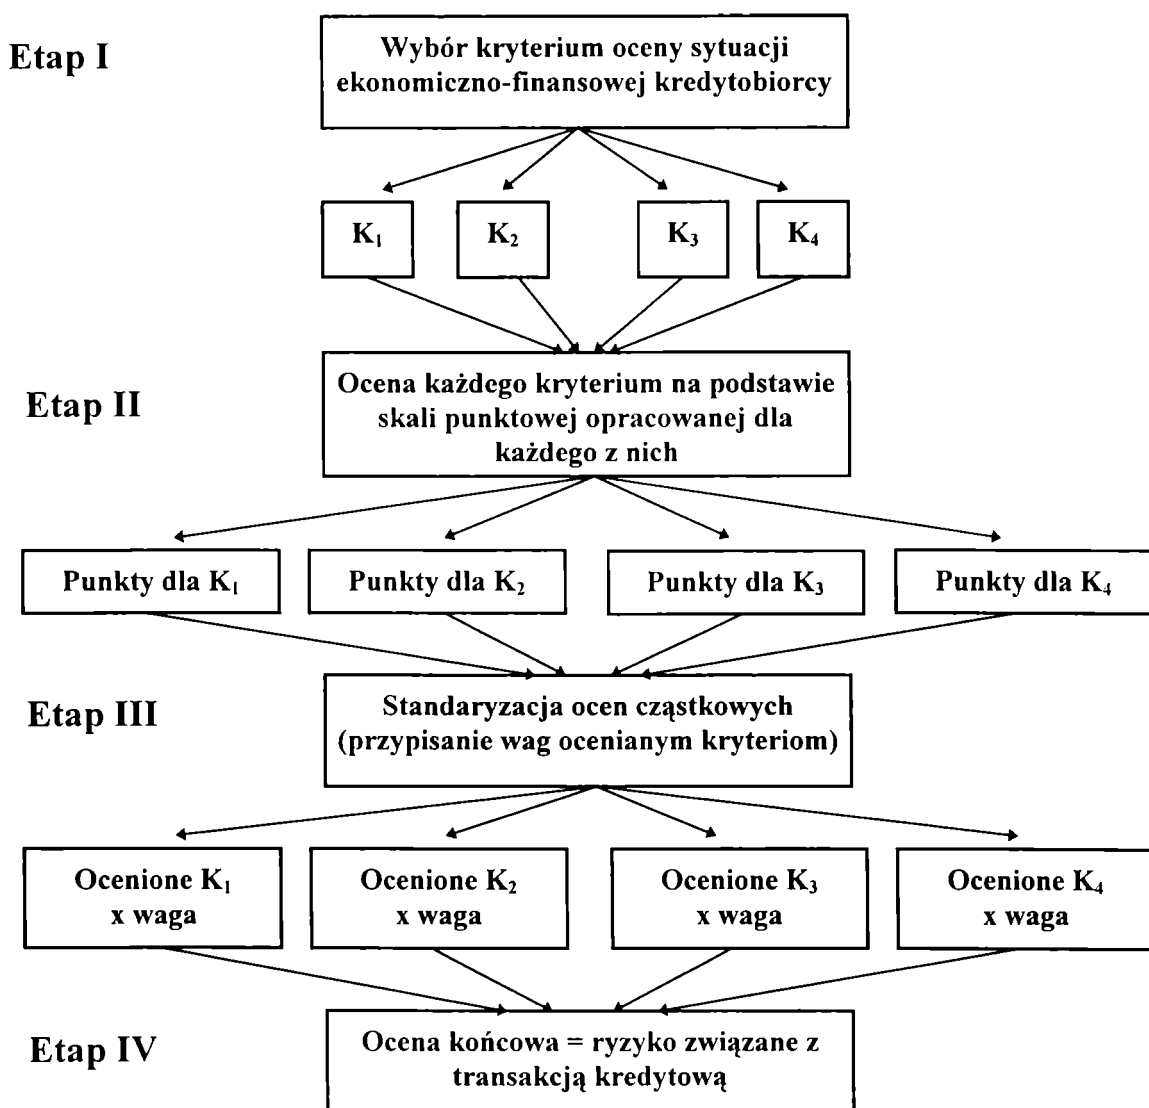 Etap I
Wybór kryterium oceny sytuacji
ekonomiczno-finansowej kredytobiorcy
K₁ K₂ K₃ K₄
Etap II
Ocena każdego kryterium na podstawie
skali punktowej opracowanej dla
każdego z nich
Punkty dla K₁ Punkty dla K₂ Punkty dla K₃ Punkty dla K₄
Etap III
Standaryzacja ocen cząstkowych
(przypisanie wag ocenianym kryteriom)
Ocenione K₁
x waga
Ocenione K₂
x waga
Ocenione K₃
x waga
Ocenione K₄
x waga
Etap IV
Ocena końcowa = ryzyko związane z
transakcją kredytową